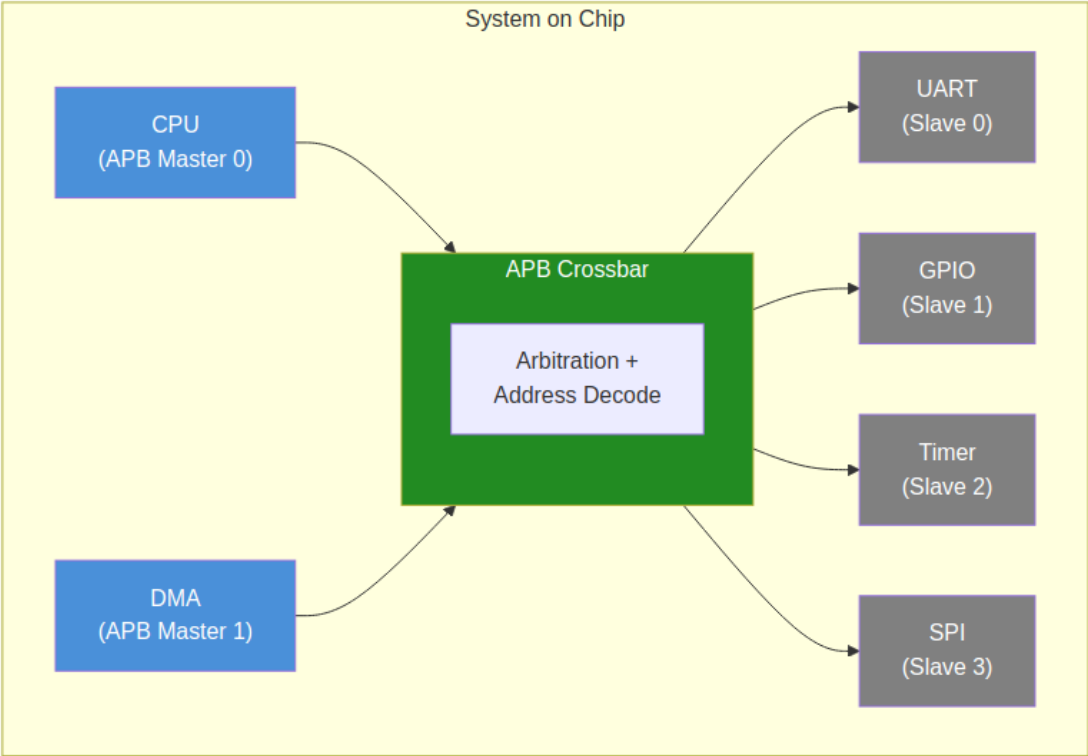 System on Chip
CPU
(APB Master 0)
DMA
(APB Master 1)
APB Crossbar
Arbitration +
Address Decode
UART
(Slave 0)
GPIO
(Slave 1)
Timer
(Slave 2)
SPI
(Slave 3)